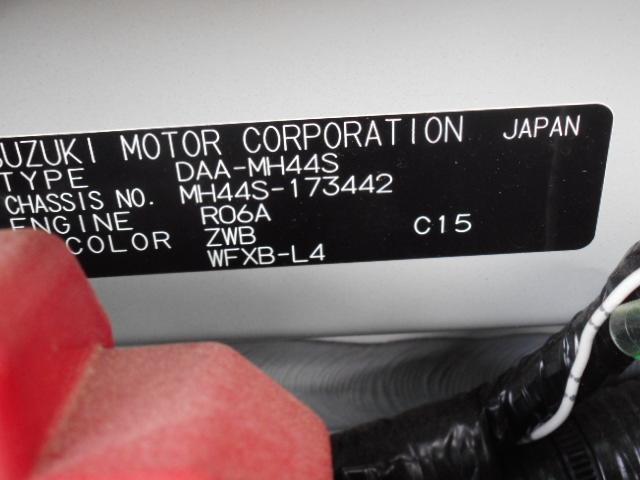 SUZUKI MOTOR CORPORATION JAPAN
TYPE DAA-MH44S
CHASSIS NO. MH44S-173442
ENGINE R06A
COLOR ZWB C15
WFXB-L4